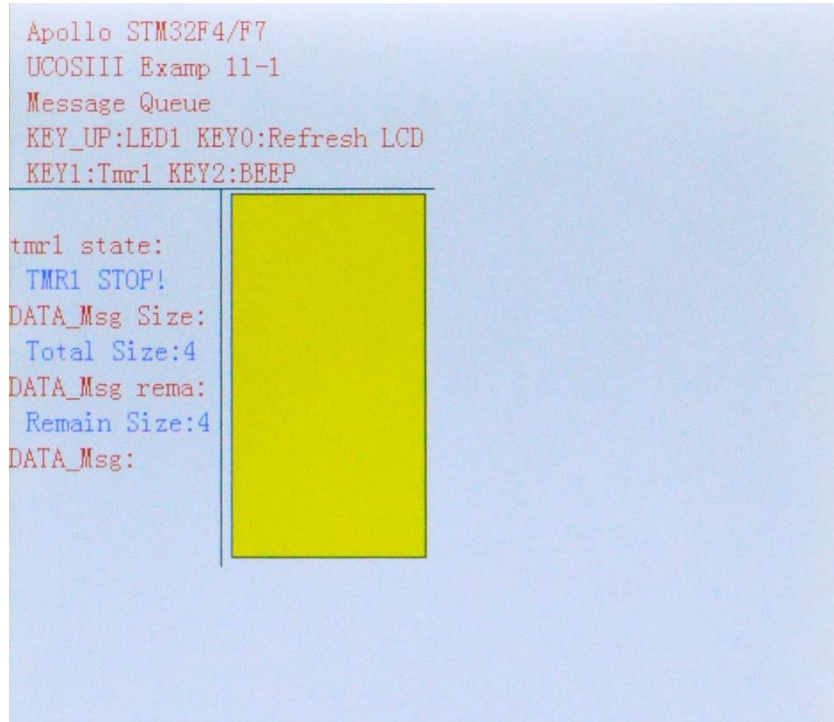 Apollo STM32F4/F7
UCOSIII Examp 11-1
Message Queue
KEY_UP:LED1 KEY0:Refresh LCD
KEY1:Tmr1 KEY2:BEEP
tmr1 state:
TMR1 STOP!
DATA_Msg Size:
Total Size:4
DATA_Msg rema:
Remain Size:4
DATA_Msg: